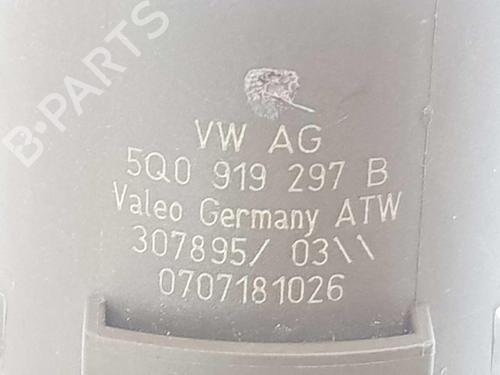 B-PARTS
VW AG
5Q0 919 297 B
Valeo Germany ATW
307895/ 03\\
0707181026